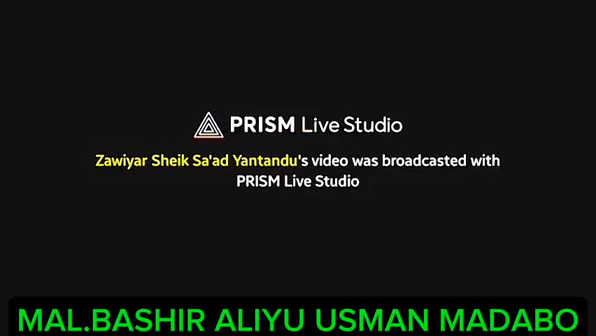 PRISM Live Studio
Zawiyar Sheik Sa'ad Yantandu's video was broadcasted with
PRISM Live Studio
MAL.BASHIR ALIYU USMAN MADABO